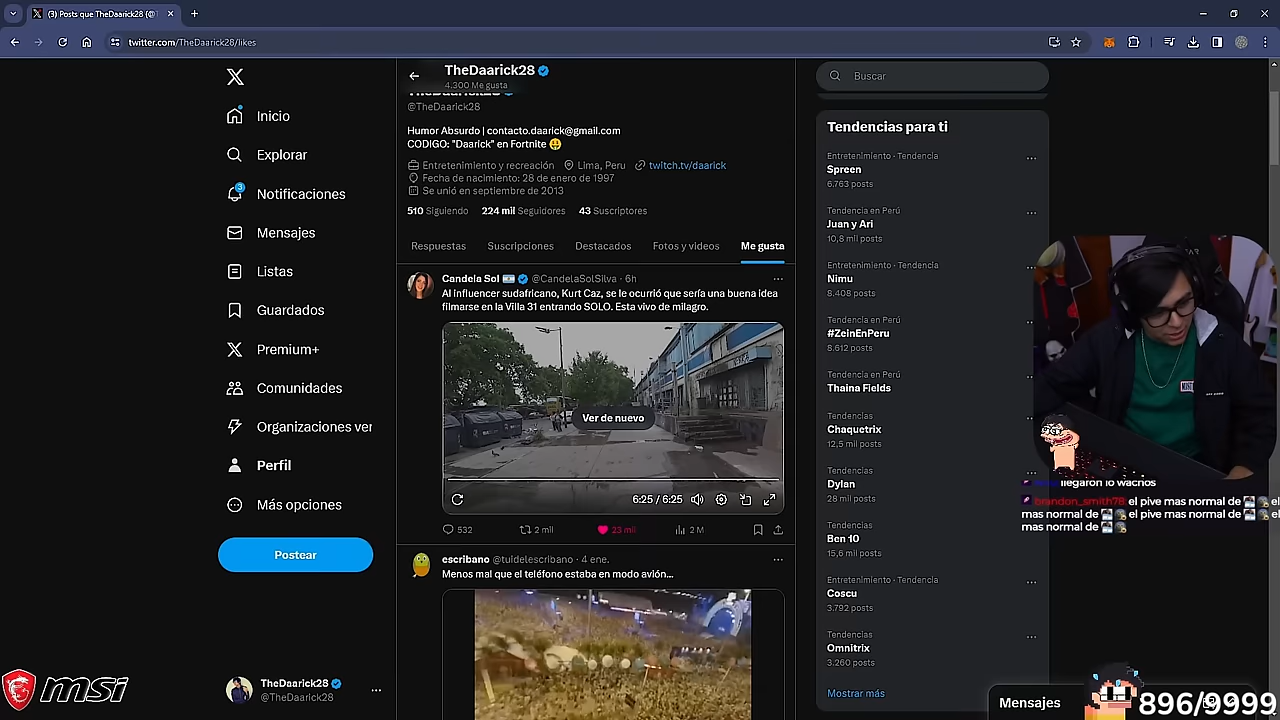 (3) Posts que TheDaarick28 (@T
twitter.com/TheDaarick28/likes
Inicio
Explorar
3
Notificaciones
Mensajes
Listas
Guardados
Premium+
Comunidades
Organizaciones ver
Perfil
Más opciones
Postear
TheDaarick28
@TheDaarick28
msi
TheDaarick28
4.300 Me gusta
@TheDaarick28
Humor Absurdo | contacto.daarick@gmail.com
CODIGO: "Daarick" en Fortnite
Entretenimiento y recreación Lima, Peru twitch.tv/daarick
Fecha de nacimiento: 28 de enero de 1997
Se unió en septiembre de 2013
510 Siguiendo 224 mil Seguidores 43 Suscriptores
Respuestas Suscripciones Destacados Fotos y videos Me gusta
Candela Sol @CandelaSolSilva · 6h
Al influencer sudafricano, Kurt Caz, se le ocurrió que sería una buena idea
filmarse en la Villa 31 entrando SOLO. Esta vivo de milagro.
Ver de nuevo
6:25 / 6:25
532 2 mil 23 mil 2 M
escribano @tuldelescribano · 4 ene.
Menos mal que el teléfono estaba en modo avión...
Buscar
Tendencias para ti
Entretenimiento · Tendencia
Spreen
6.763 posts
Tendencia en Perú
Juan y Ari
10,8 mil posts
Entretenimiento · Tendencia
Nimu
8.408 posts
Tendencia en Perú
#ZeinEnPeru
8.612 posts
Tendencia en Perú
Thaina Fields
Tendencias
Chaquetrix
12,5 mil posts
Tendencias
Dylan
28 mil posts
Tendencias
Ben 10
15,6 mil posts
Entretenimiento · Tendencia
Coscu
3.792 posts
Tendencias
Omnitrix
3.260 posts
Mostrar más
llegaron lo wachos
brandon_smith78 el pive mas normal de el
mas normal de el pive mas normal de el
mas normal de
Mensajes
896/9999